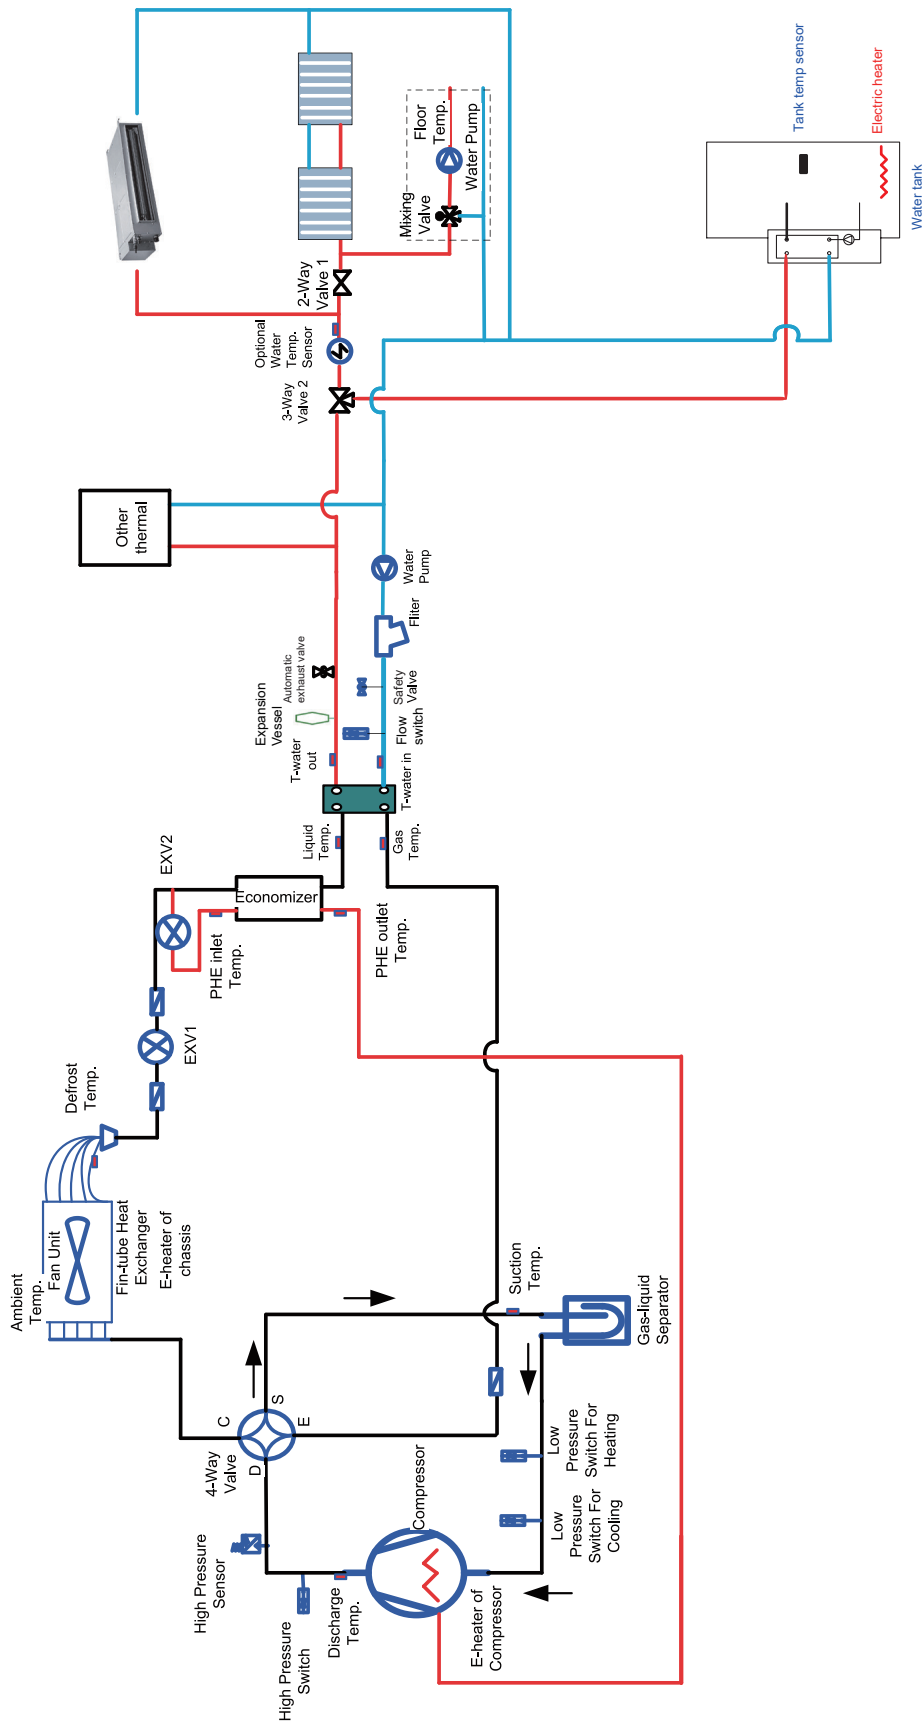 Tank temp sensor
Electric heater
Water tank
Floor
Temp.
Water Pump
Mixing
Valve
2-Way
Valve 1
Optional
Water
Temp.
Sensor
3-Way
Valve 2
Other
thermal
Water
Pump
Fliter
Automatic
exhaust valve
Expansion
Vessel
Safety
Valve
Flow
switch
T-water
out
T-water in
Liquid
Temp.
Gas
Temp.
EXV2
Economizer
PHE inlet
Temp.
PHE outlet
Temp.
EXV1
Defrost
Temp.
Ambient
Temp.
Fan Unit
Fin-tube Heat
Exchanger
E-heater of
chassis
Suction
Temp.
Gas-liquid
Separator
C
S
E
D
4-Way
Valve
Low
Pressure
Switch For
Heating
Low
Pressure
Switch For
Cooling
Compressor
High Pressure
Sensor
High Pressure
Switch
Discharge
Temp.
E-heater of
Compressor